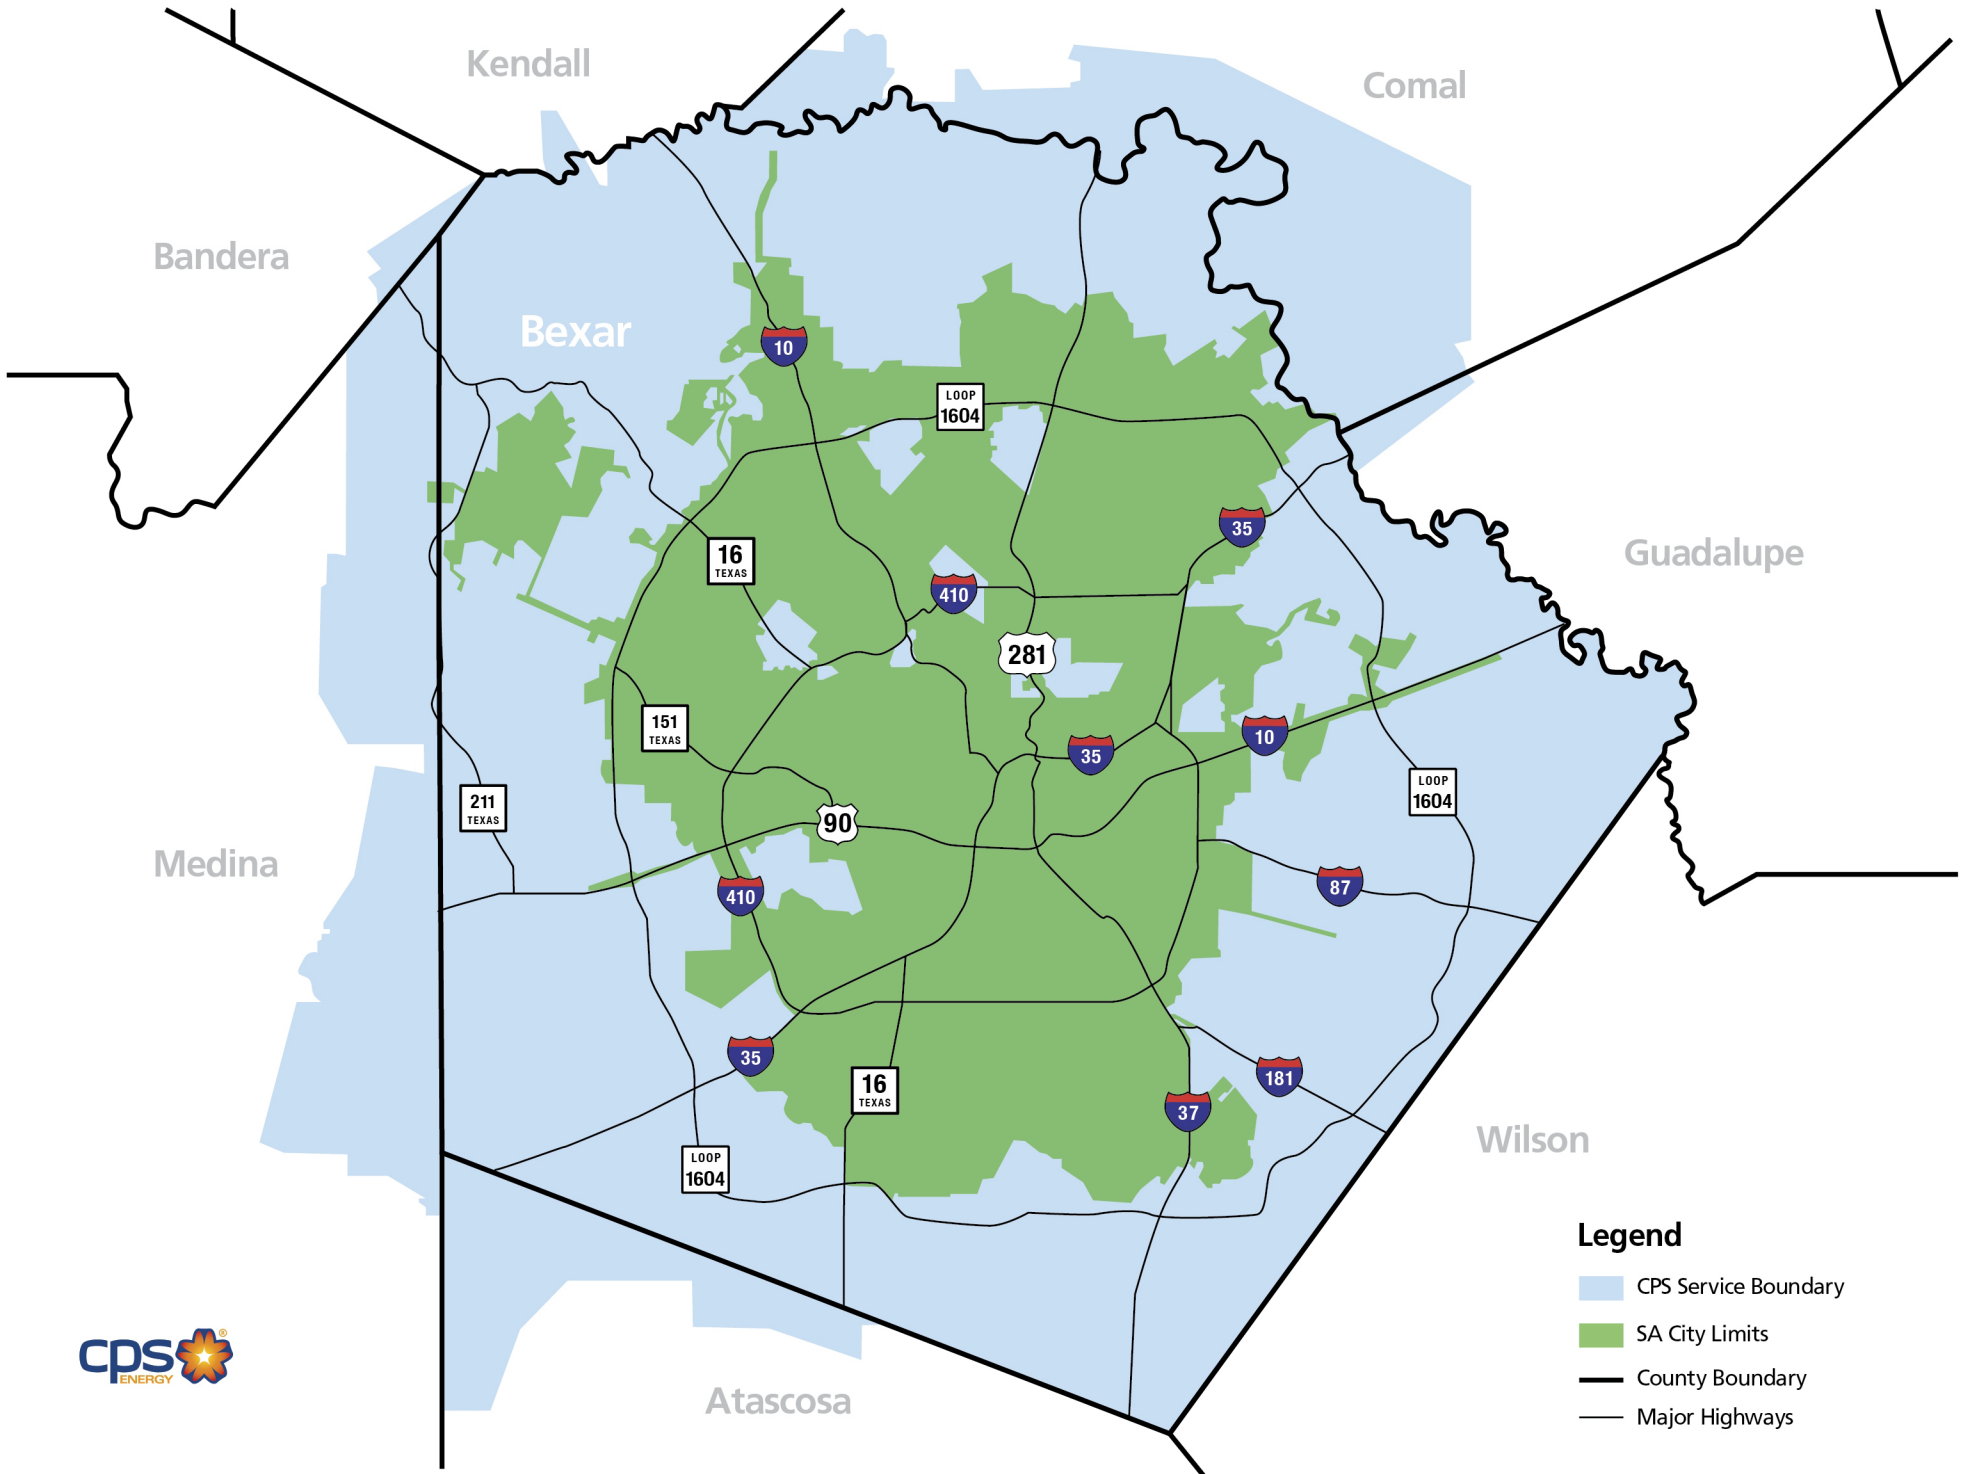 Kendall
Comal
Bandera
Bexar
10
LOOP
1604
35
Guadalupe
16
TEXAS
410
281
151
TEXAS
10
35
211
TEXAS
LOOP
1604
90
Medina
87
410
35
181
16
TEXAS
37
Wilson
LOOP
1604
Legend
CPS Service Boundary
SA City Limits
County Boundary
Major Highways
cps
®
ENERGY
Atascosa